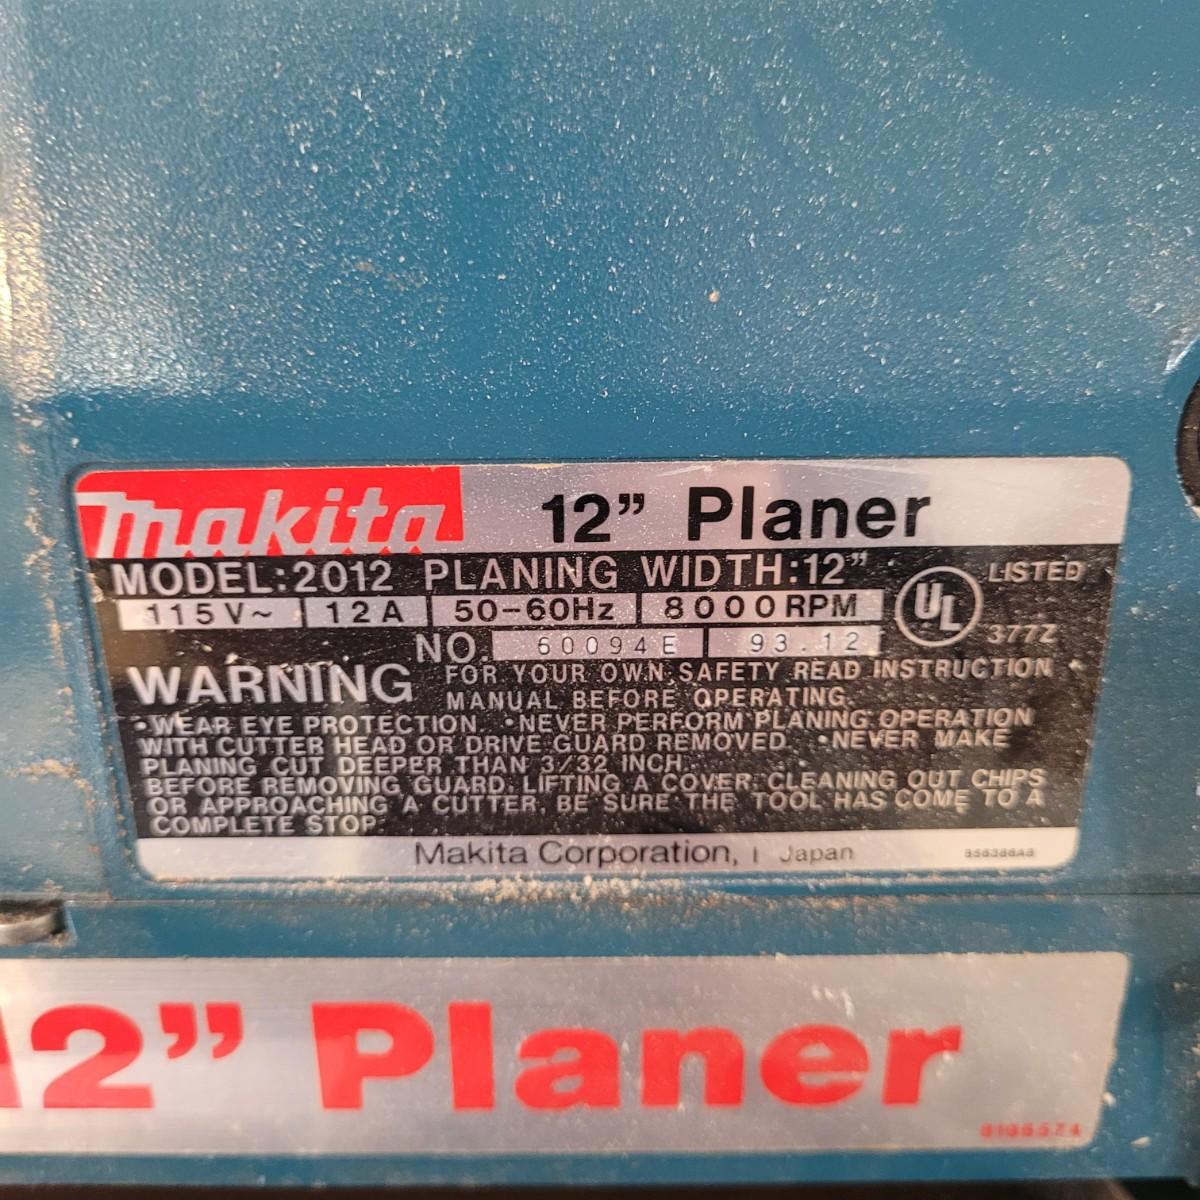 makita 12” Planer
MODEL:2012 PLANING WIDTH:12”
115V~ 12A 50-60Hz 8000RPM
UL LISTED
377Z
NO. 60094E 93.12
WARNING FOR YOUR OWN SAFETY READ INSTRUCTION
MANUAL BEFORE OPERATING.
•WEAR EYE PROTECTION. •NEVER PERFORM PLANING OPERATION
WITH CUTTER HEAD OR DRIVE GUARD REMOVED. •NEVER MAKE
PLANING CUT DEEPER THAN 3/32 INCH.
BEFORE REMOVING GUARD, LIFTING A COVER, CLEANING OUT CHIPS
OR APPROACHING A CUTTER, BE SURE THE TOOL HAS COME TO A
COMPLETE STOP.
Makita Corporation, Japan
2” Planer